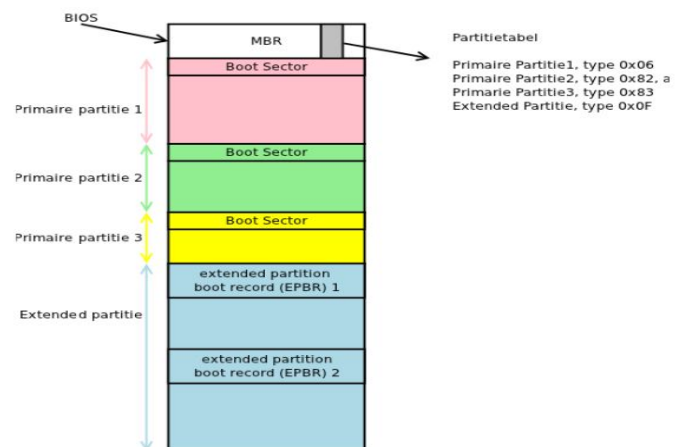 BIOS
MBR
Partitietabel
Primaire Partitie1, type 0x06
Primaire Partitie2, type 0x82, a
Primarie Partitie3, type 0x83
Extended Partitie, type 0x0F
Boot Sector
Primaire partitie 1
Boot Sector
Primaire partitie 2
Boot Sector
Primaire partitie 3
extended partition
boot record (EPBR) 1
Extended partitie
extended partition
boot record (EPBR) 2